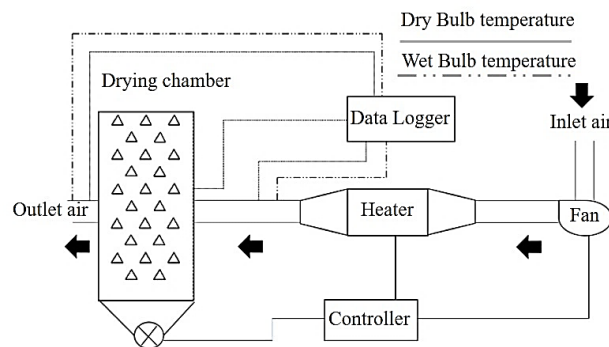 Dry Bulb temperature
Wet Bulb temperature
Drying chamber
Data Logger
Inlet air
Outlet air
Heater
Fan
Controller